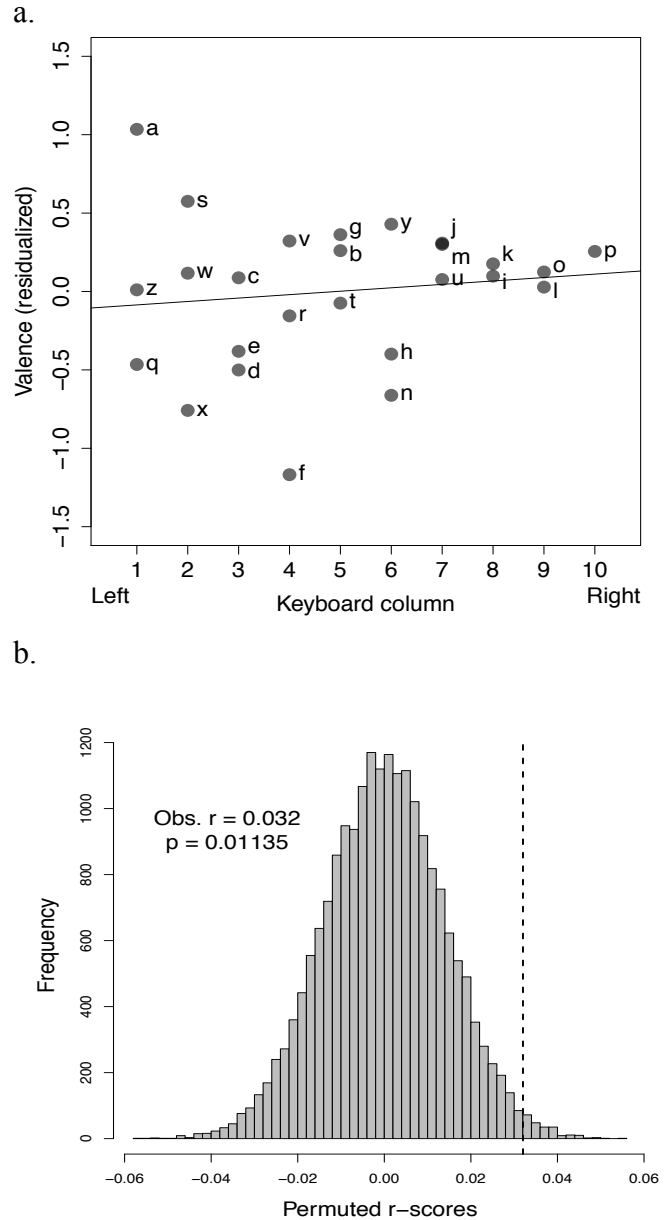 a.
Valence (residualized)
1.5
1.0
0.5
0.0
−0.5
−1.0
−1.5
a
s
z
w
q
x
c
e
d
v
r
f
g
b
t
y
h
n
j
m
u
k
i
o
l
p
1 2 3 4 5 6 7 8 9 10
Left Keyboard column Right
b.
Frequency
1200
1000
800
600
400
200
0
Obs. r = 0.032
p = 0.01135
−0.06 −0.04 −0.02 0.00 0.02 0.04 0.06
Permuted r−scores